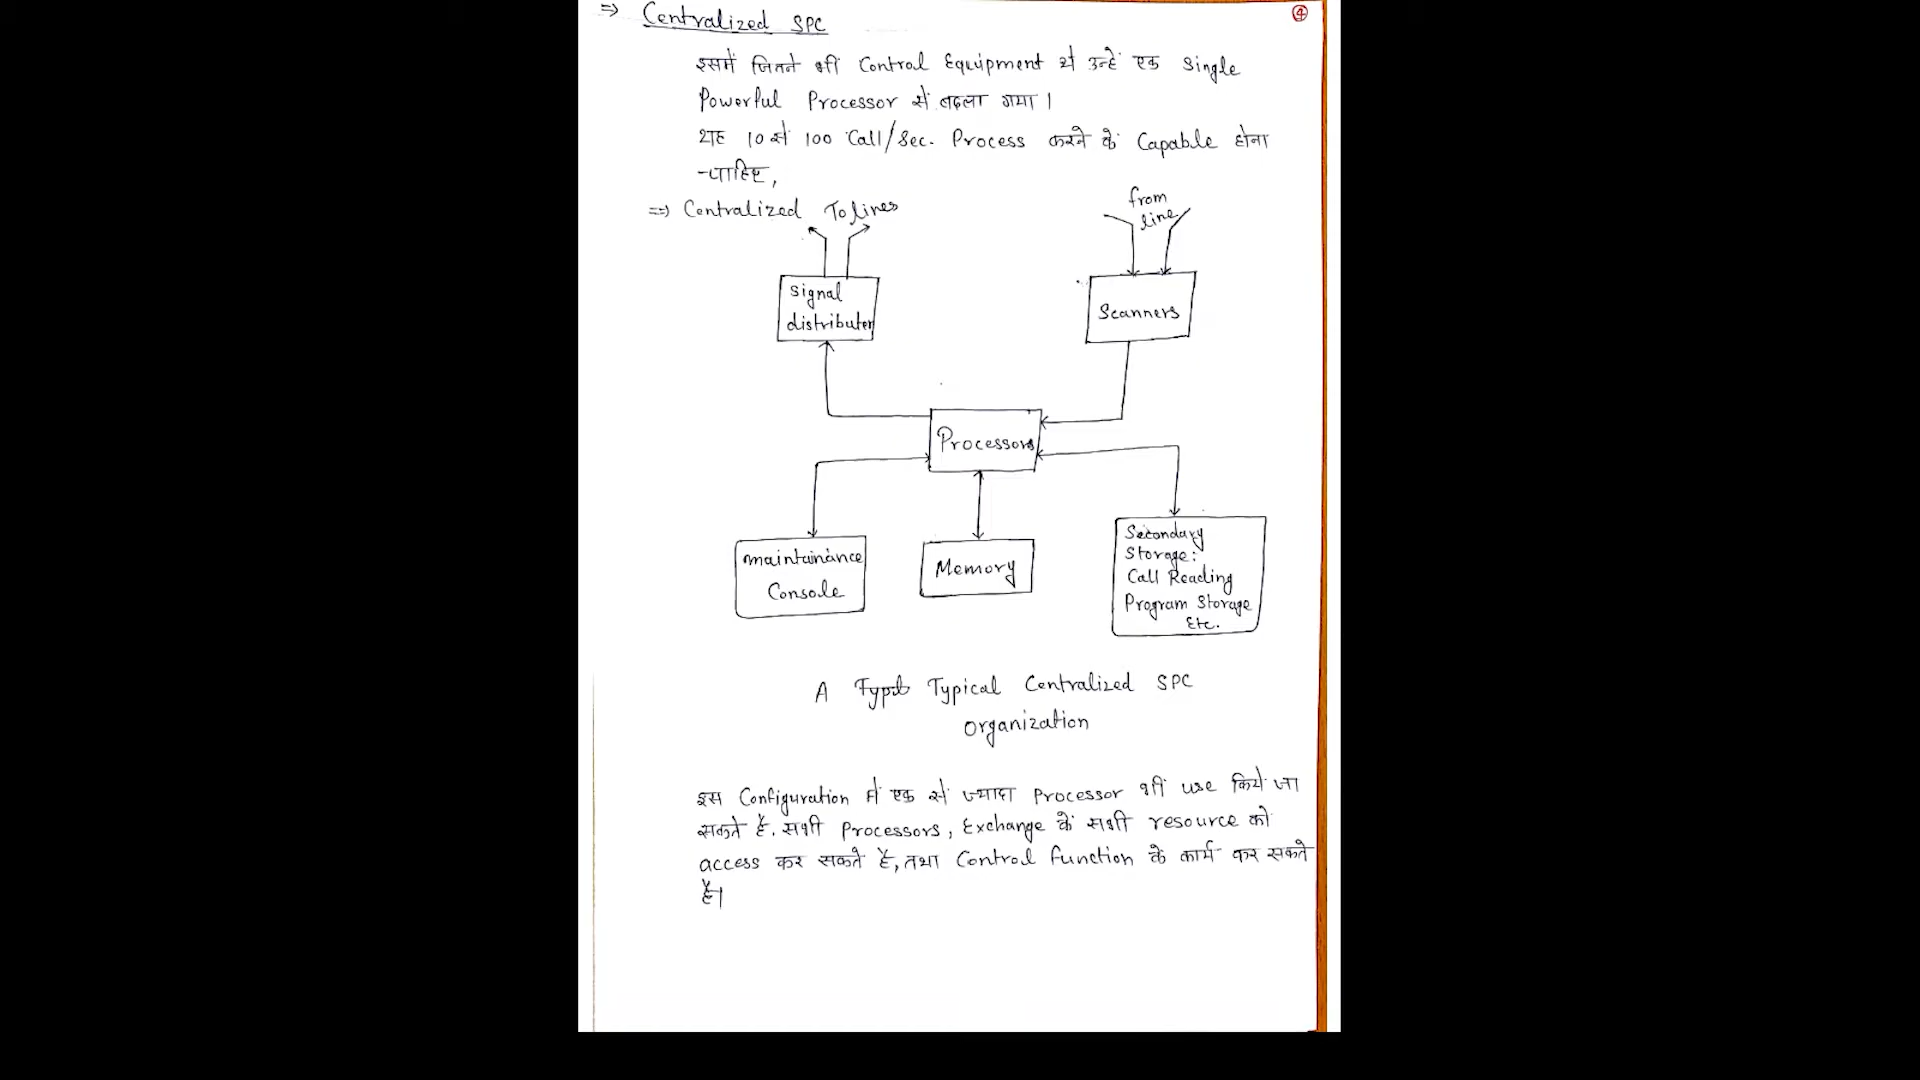 ⇒ Centralized SPC
④
इसमें जितने भी Control Equipment थे उन्हें एक Single
Powerful Processor से बदला गया ।
यह 10 से 100 Call/Sec. Process करने के Capable होना
चाहिए,
⇒ Centralized To lines
from
line
Signal
distributer
Scanners
Processors
maintainance
Console
Memory
Secondary
Storage:
Call Reading
Program Storage
Etc.
A Typical Centralized SPC
Organization
इस Configuration में एक से ज्यादा Processor भी use किये जा
सकते है. सभी Processors, Exchange के सभी resource को
access कर सकते है, तथा Control function के कार्य कर सकते
है।